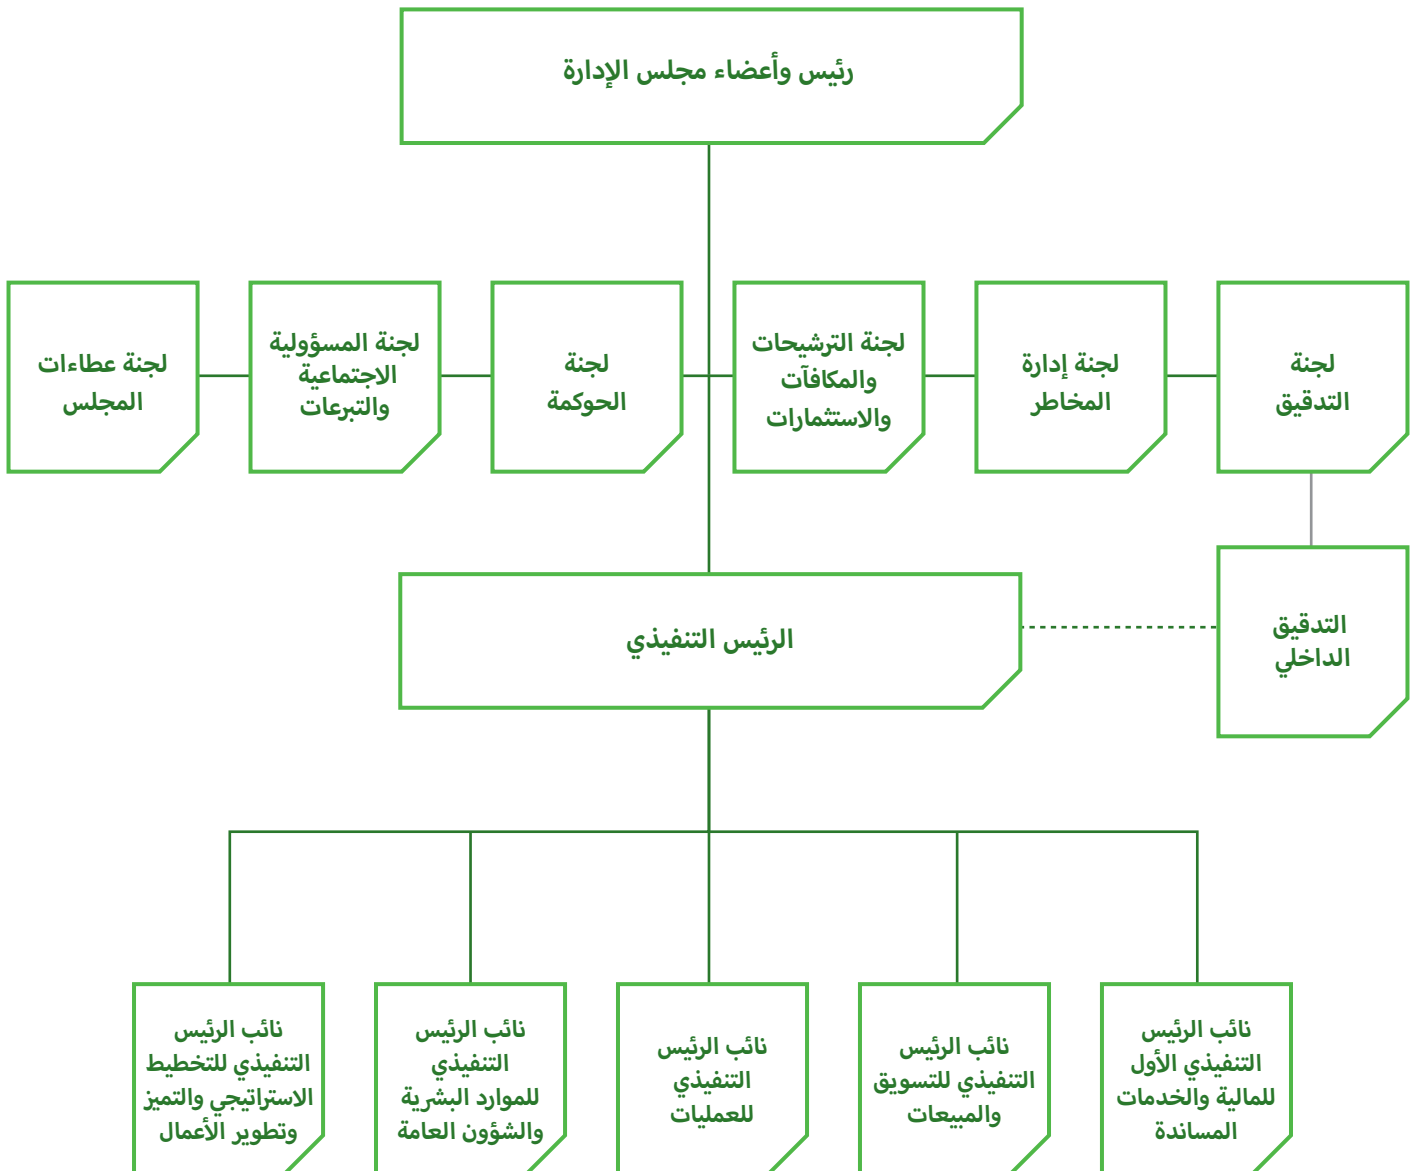 رئيس وأعضاء مجلس الإدارة
لجنة
التدقيق
لجنة إدارة
المخاطر
لجنة الترشيحات
والمكافآت
والاستثمارات
لجنة
الحوكمة
لجنة المسؤولية
الاجتماعية
والتبرعات
لجنة عطاءات
المجلس
التدقيق
الداخلي
الرئيس التنفيذي
نائب الرئيس
التنفيذي الأول
للمالية والخدمات
المساندة
نائب الرئيس
التنفيذي للتسويق
والمبيعات
نائب الرئيس
التنفيذي
للعمليات
نائب الرئيس
التنفيذي
للموارد البشرية
والشؤون العامة
نائب الرئيس
التنفيذي للتخطيط
الاستراتيجي والتميز
وتطوير الأعمال